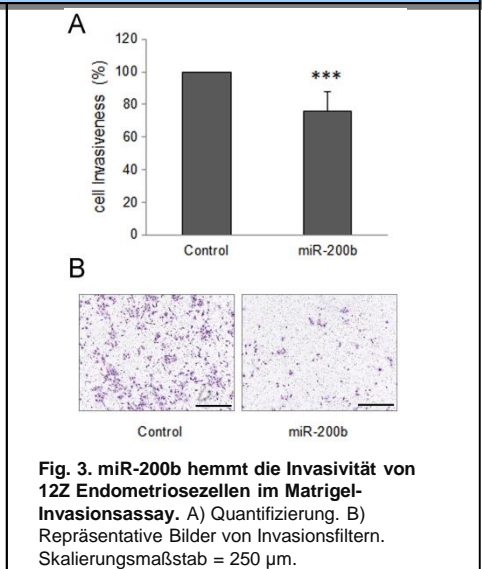 A
120
100
80
60
40
20
0
cell Invasiveness (%)
***
Control
miR-200b
B
Control
miR-200b
Fig. 3. miR-200b hemmt die Invasivität von
12Z Endometriosezellen im Matrigel-
Invasionsassay. A) Quantifizierung. B)
Repräsentative Bilder von Invasionsfiltern.
Skalierungsmaßstab = 250 µm.